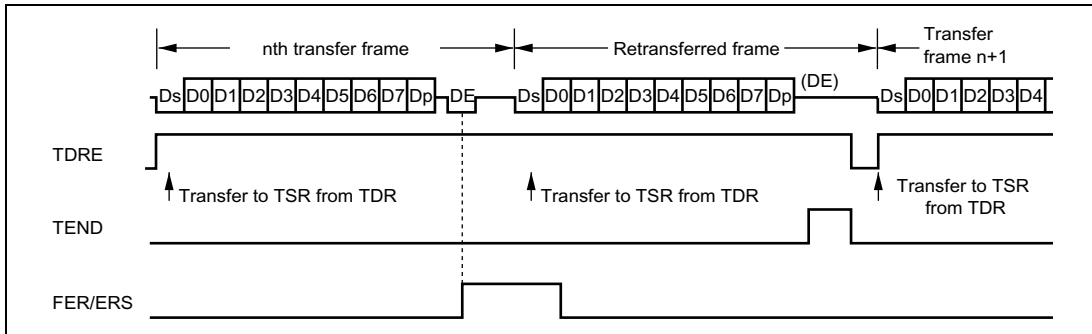 nth transfer frame
Retransferred frame
Transfer
frame n+1
Ds D0 D1 D2 D3 D4 D5 D6 D7 Dp DE
Ds D0 D1 D2 D3 D4 D5 D6 D7 Dp (DE)
Ds D0 D1 D2 D3 D4
TDRE
Transfer to TSR from TDR
Transfer to TSR from TDR
Transfer to TSR
from TDR
TEND
FER/ERS